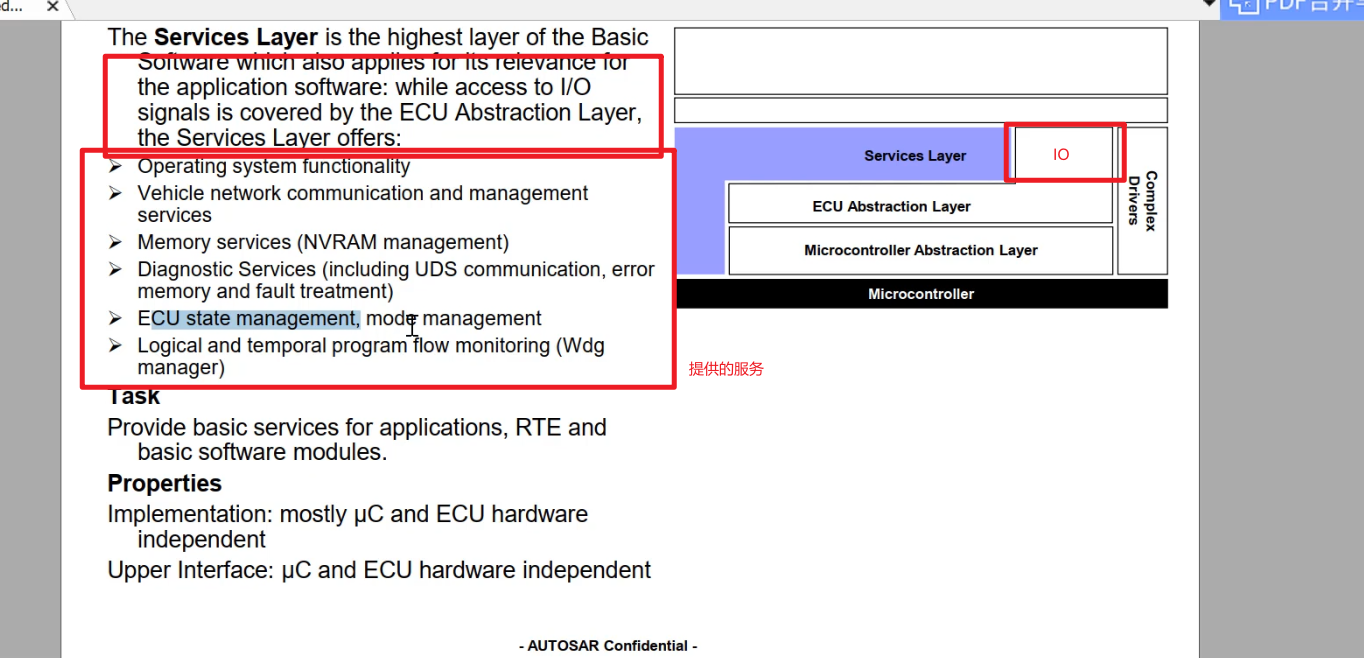 ed...
PDF合并
The Services Layer is the highest layer of the Basic
Software which also applies for its relevance for
the application software: while access to I/O
signals is covered by the ECU Abstraction Layer,
the Services Layer offers:
➢ Operating system functionality
➢ Vehicle network communication and management
services
➢ Memory services (NVRAM management)
➢ Diagnostic Services (including UDS communication, error
memory and fault treatment)
➢ ECU state management, mode management
➢ Logical and temporal program flow monitoring (Wdg
manager)
Task
Provide basic services for applications, RTE and
basic software modules.
Properties
Implementation: mostly µC and ECU hardware
independent
Upper Interface: µC and ECU hardware independent
Services Layer
IO
Complex
Drivers
ECU Abstraction Layer
Microcontroller Abstraction Layer
Microcontroller
提供的服务
- AUTOSAR Confidential -